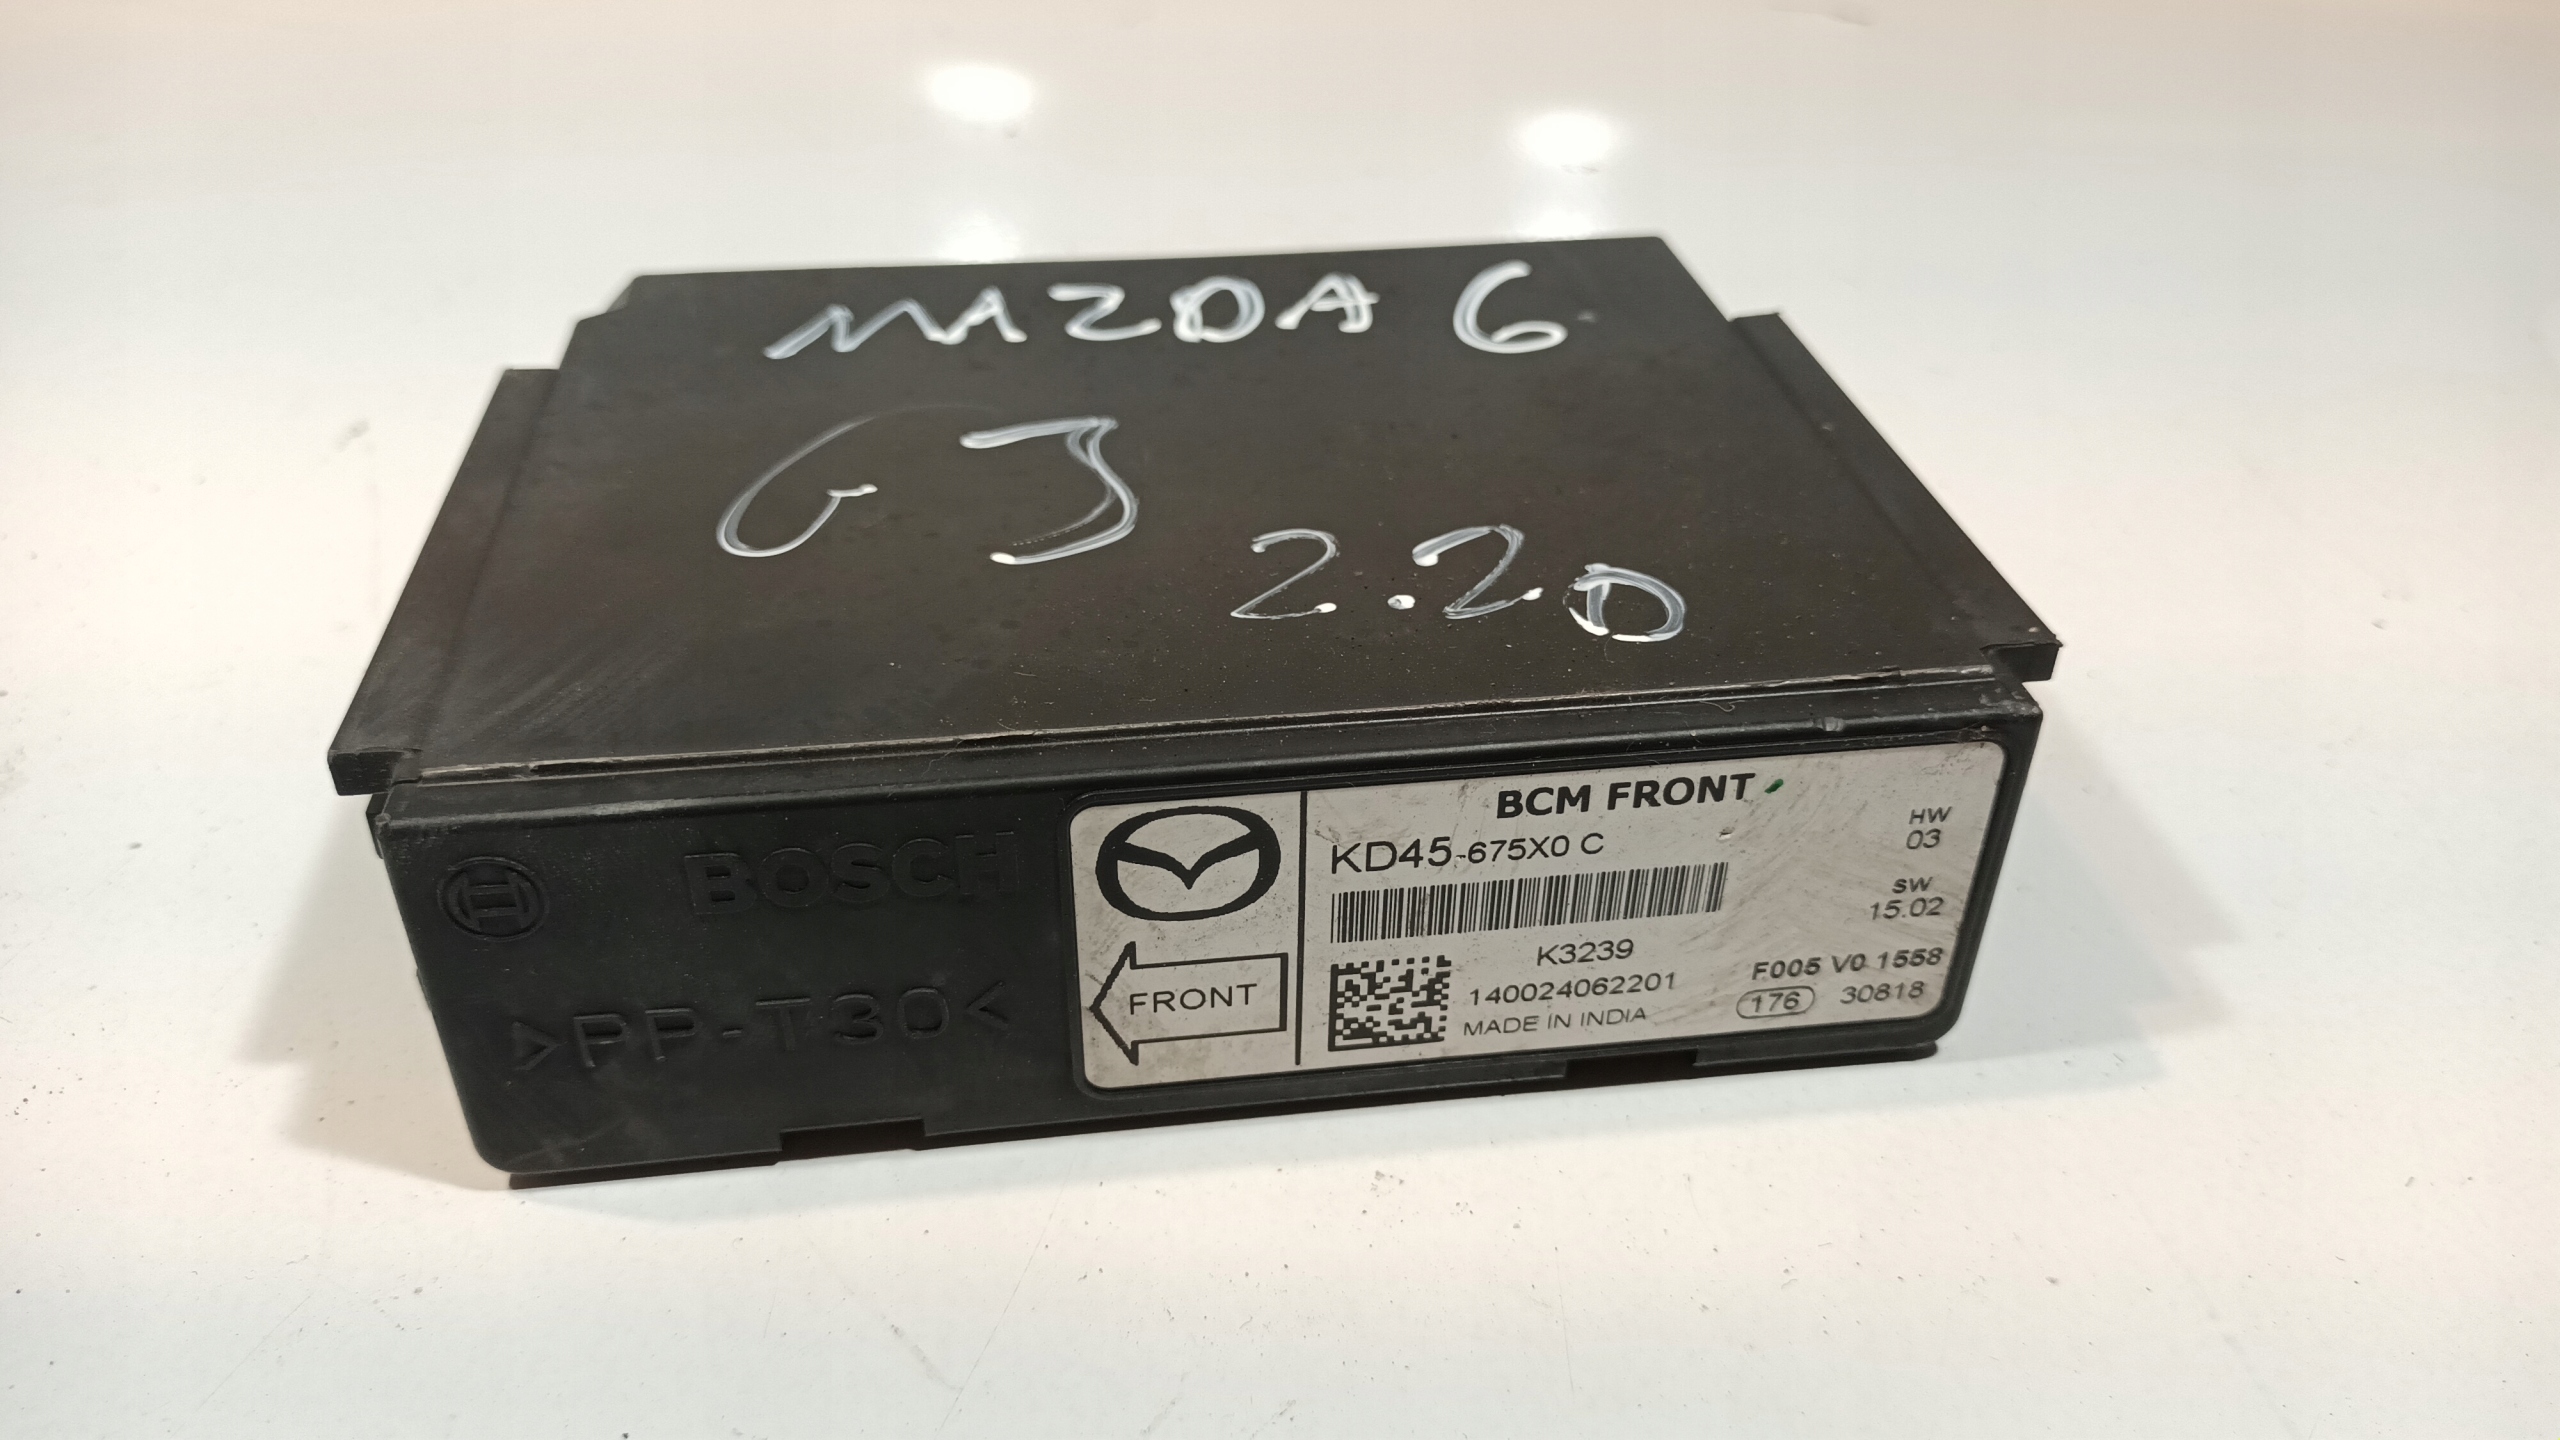 MAZDA 6
GJ
2.2D
BOSCH
>PP-T30<
FRONT
BCM FRONT
KD45-675X0 C
HW
03
SW
15.02
K3239
140024062201
MADE IN INDIA
F005 V0 1558
176 30818